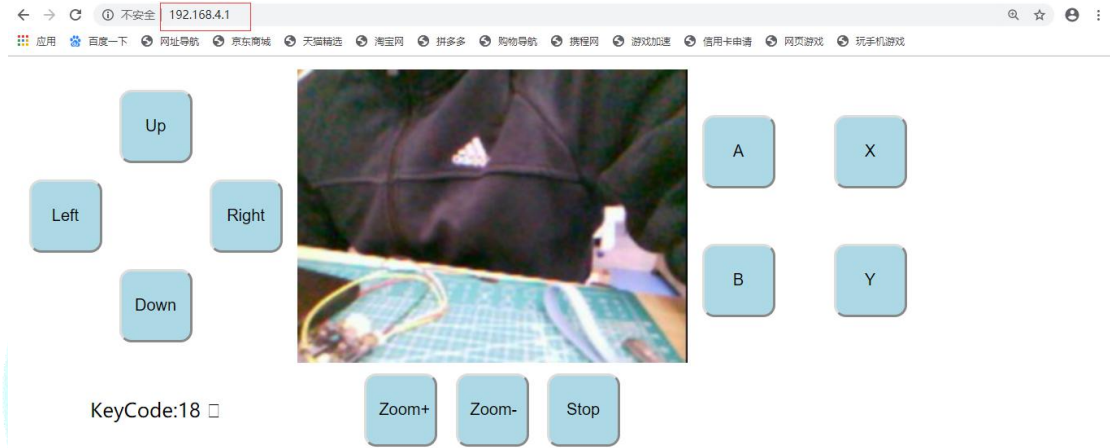 不安全 192.168.4.1
应用 百度一下 网址导航 京东商城 天猫精选 淘宝网 拼多多 购物导航 携程网 游戏加速 信用卡申请 网页游戏 玩手机游戏
Up
A X
Left Right
B Y
Down
KeyCode:18
Zoom+ Zoom- Stop